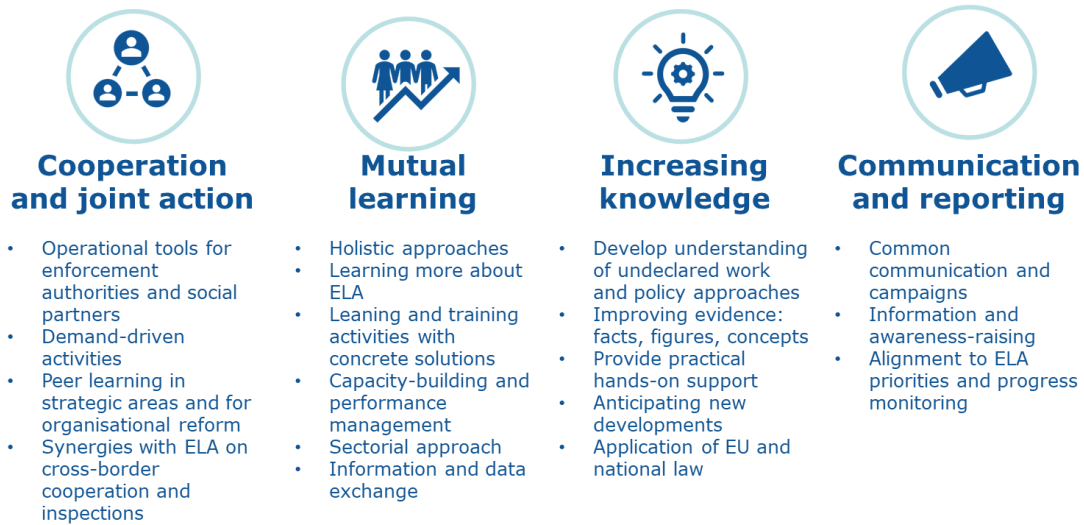 Cooperation
and joint action
• Operational tools for
enforcement
authorities and social
partners
• Demand-driven
activities
• Peer learning in
strategic areas and for
organisational reform
• Synergies with ELA on
cross-border
cooperation and
inspections
Mutual
learning
• Holistic approaches
• Learning more about
ELA
• Leaning and training
activities with
concrete solutions
• Capacity-building and
performance
management
• Sectorial approach
• Information and data
exchange
Increasing
knowledge
• Develop understanding
of undeclared work
and policy approaches
• Improving evidence:
facts, figures, concepts
• Provide practical
hands-on support
• Anticipating new
developments
• Application of EU and
national law
Communication
and reporting
• Common
communication and
campaigns
• Information and
awareness-raising
• Alignment to ELA
priorities and progress
monitoring